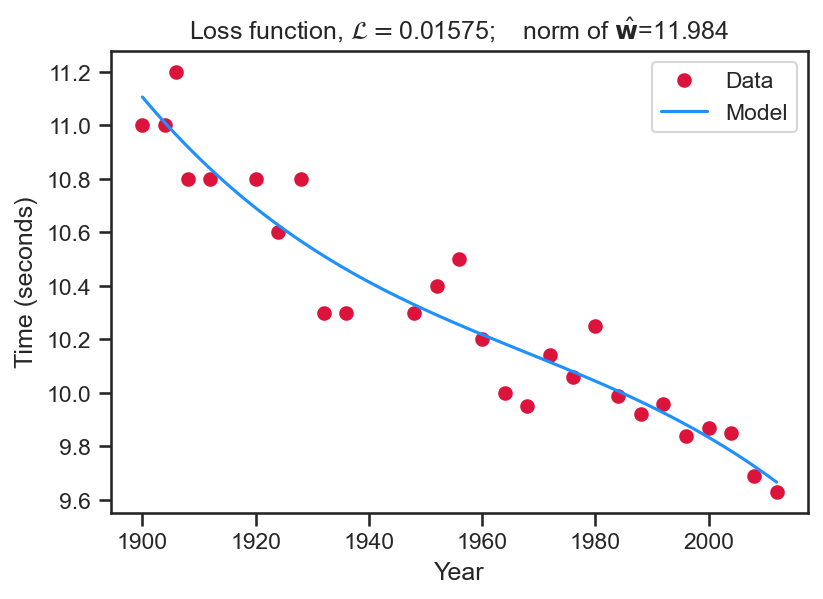 Loss function, ℒ = 0.01575;    norm of ŵ=11.984
Data
Model
11.2
11.0
10.8
10.6
10.4
10.2
10.0
9.8
9.6
Time (seconds)
1900 1920 1940 1960 1980 2000
Year